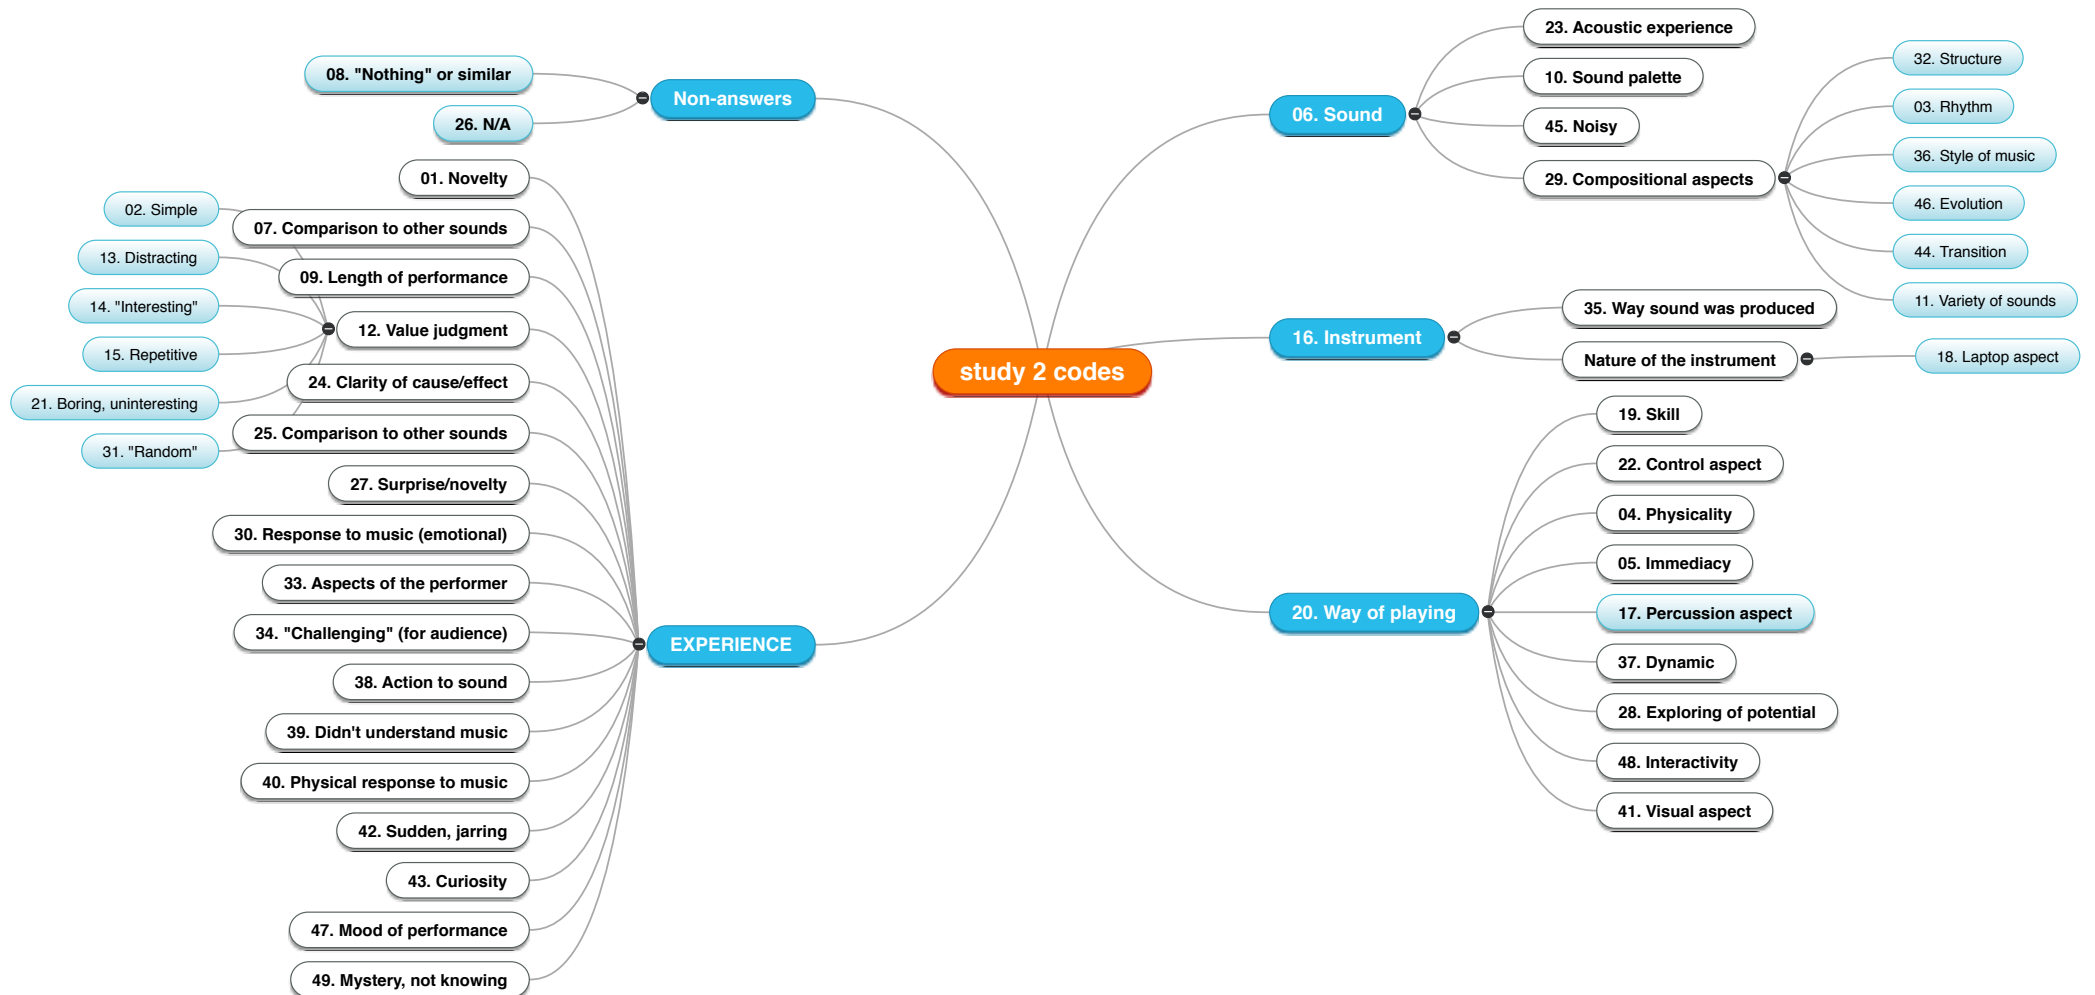 study 2 codes
Non-answers
08. "Nothing" or similar
26. N/A
EXPERIENCE
01. Novelty
07. Comparison to other sounds
09. Length of performance
12. Value judgment
02. Simple
13. Distracting
14. "Interesting"
15. Repetitive
21. Boring, uninteresting
31. "Random"
24. Clarity of cause/effect
25. Comparison to other sounds
27. Surprise/novelty
30. Response to music (emotional)
33. Aspects of the performer
34. "Challenging" (for audience)
38. Action to sound
39. Didn't understand music
40. Physical response to music
42. Sudden, jarring
43. Curiosity
47. Mood of performance
49. Mystery, not knowing
06. Sound
23. Acoustic experience
10. Sound palette
45. Noisy
29. Compositional aspects
32. Structure
03. Rhythm
36. Style of music
46. Evolution
44. Transition
11. Variety of sounds
16. Instrument
35. Way sound was produced
Nature of the instrument
18. Laptop aspect
20. Way of playing
19. Skill
22. Control aspect
04. Physicality
05. Immediacy
17. Percussion aspect
37. Dynamic
28. Exploring of potential
48. Interactivity
41. Visual aspect